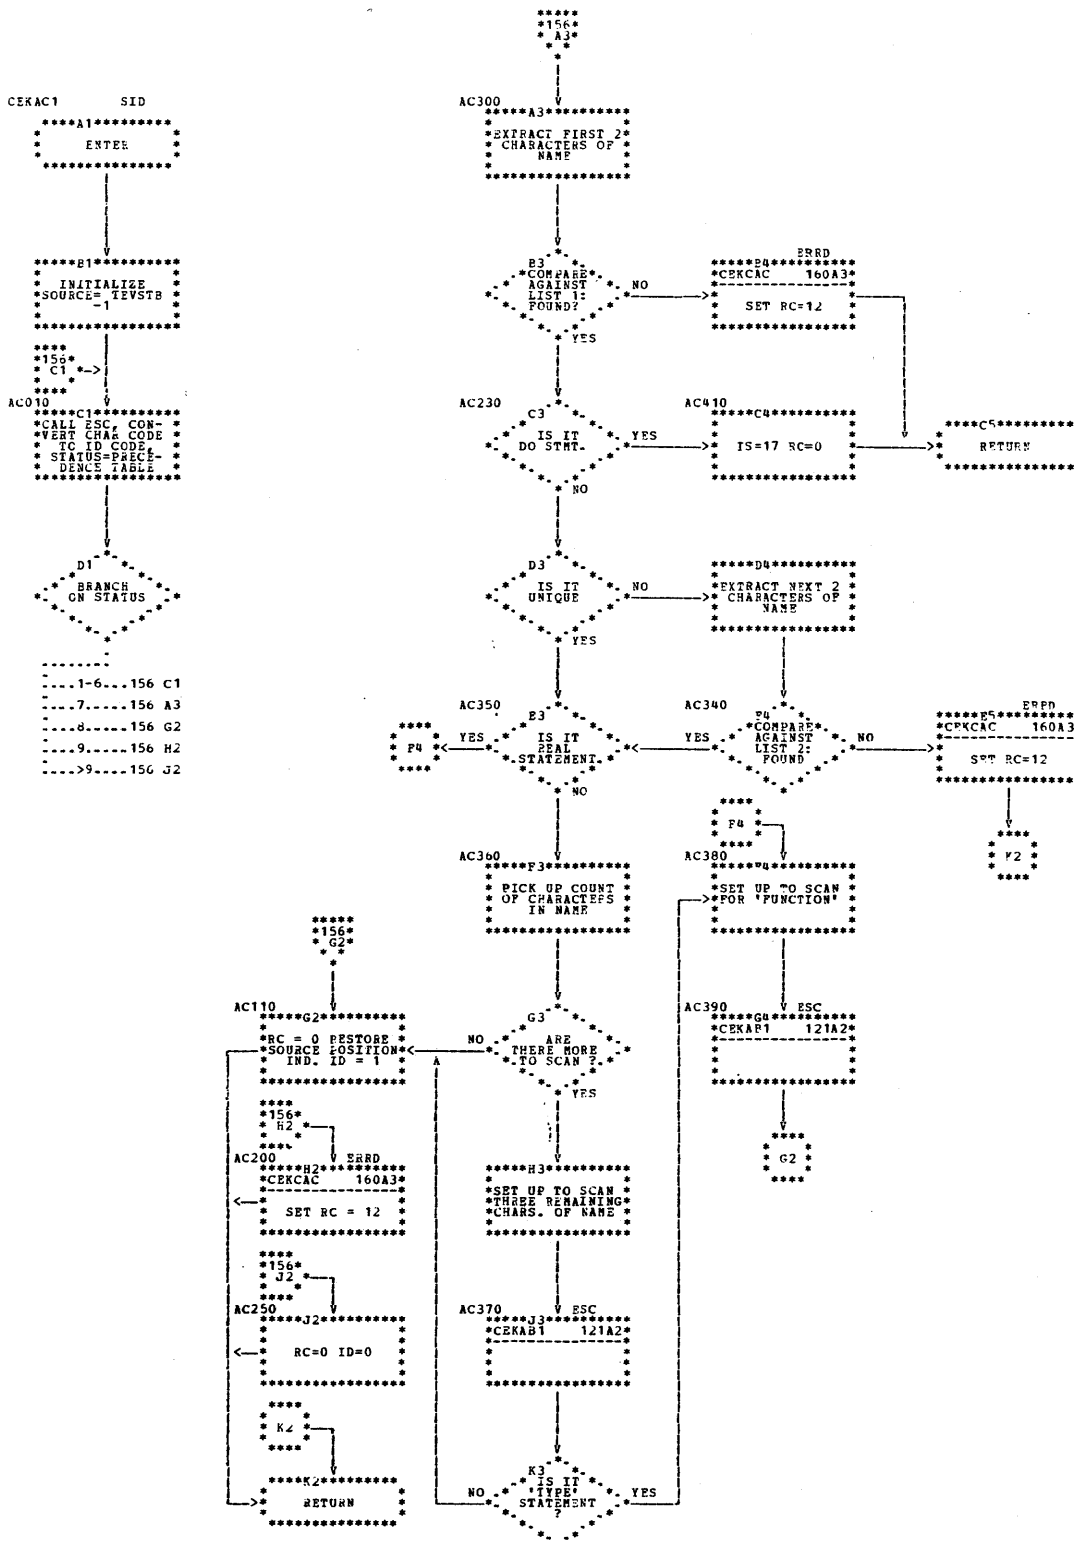 156
A3
CEKAC1 SID
A1
ENTER
B1
INITIALIZE
SOURCE= TEVSTB
-1
156
C1
AC010
C1
CALL ESC, CON-
VERT CHAR CODE
TO ID CODE,
STATUS=PRECE-
DENCE TABLE
D1
BRANCH
ON STATUS
....1-6...156 C1
....7.....156 A3
....8.....156 G2
....9.....156 H2
....>9....156 J2
AC300
A3
EXTRACT FIRST 2
CHARACTERS OF
NAME
B3
COMPARE
AGAINST
LIST 1:
FOUND?
NO
YES
ERRD
B4
CEKCAC 160A3
SET RC=12
AC230
C3
IS IT
DO STMT.
YES
NO
AC410
C4
IS=17 RC=0
C5
RETURN
D3
IS IT
UNIQUE
NO
YES
D4
EXTRACT NEXT 2
CHARACTERS OF
NAME
AC350
E3
IS IT
REAL
STATEMENT
YES
NO
F4
AC340
E4
COMPARE
AGAINST
LIST 2:
FOUND
YES
NO
ERRD
E5
CEKCAC 160A3
SET RC=12
K2
AC360
F3
PICK UP COUNT
OF CHARACTERS
IN NAME
F4
AC380
F4
SET UP TO SCAN
FOR 'FUNCTION'
156
G2
AC110
G2
RC = 0 RESTORE
SOURCE POSITION
IND. ID = 1
G3
ARE
THERE MORE
TO SCAN ?
NO
YES
AC390 ESC
G4
CEKAB1 121A2
G2
156
H2
AC200 ERRD
H2
CEKCAC 160A3
SET RC = 12
H3
SET UP TO SCAN
THREE REMAINING
CHARS. OF NAME
156
J2
AC250
J2
RC=0 ID=0
AC370 ESC
J3
CEKAB1 121A2
K2
K2
RETURN
K3
IS IT
'TYPE'
STATEMENT
?
NO
YES